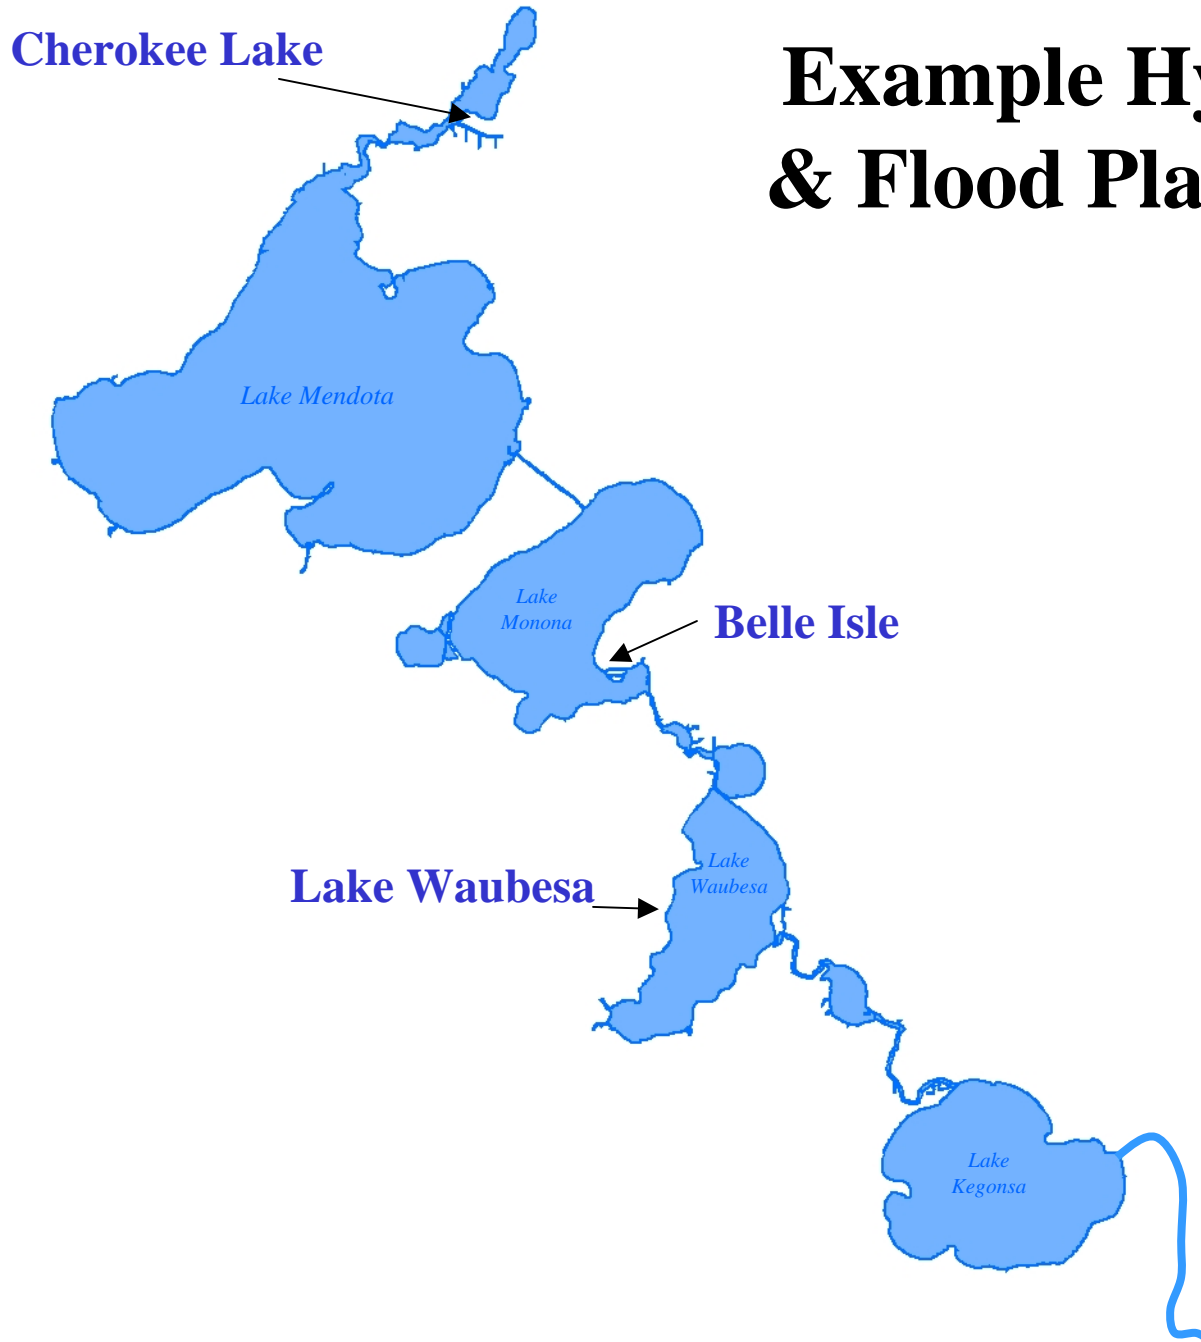 Cherokee Lake
Example Hy
& Flood Pla
Lake Mendota
Lake
Monona
Belle Isle
Lake Waubesa
Lake
Waubesa
Lake
Kegonsa